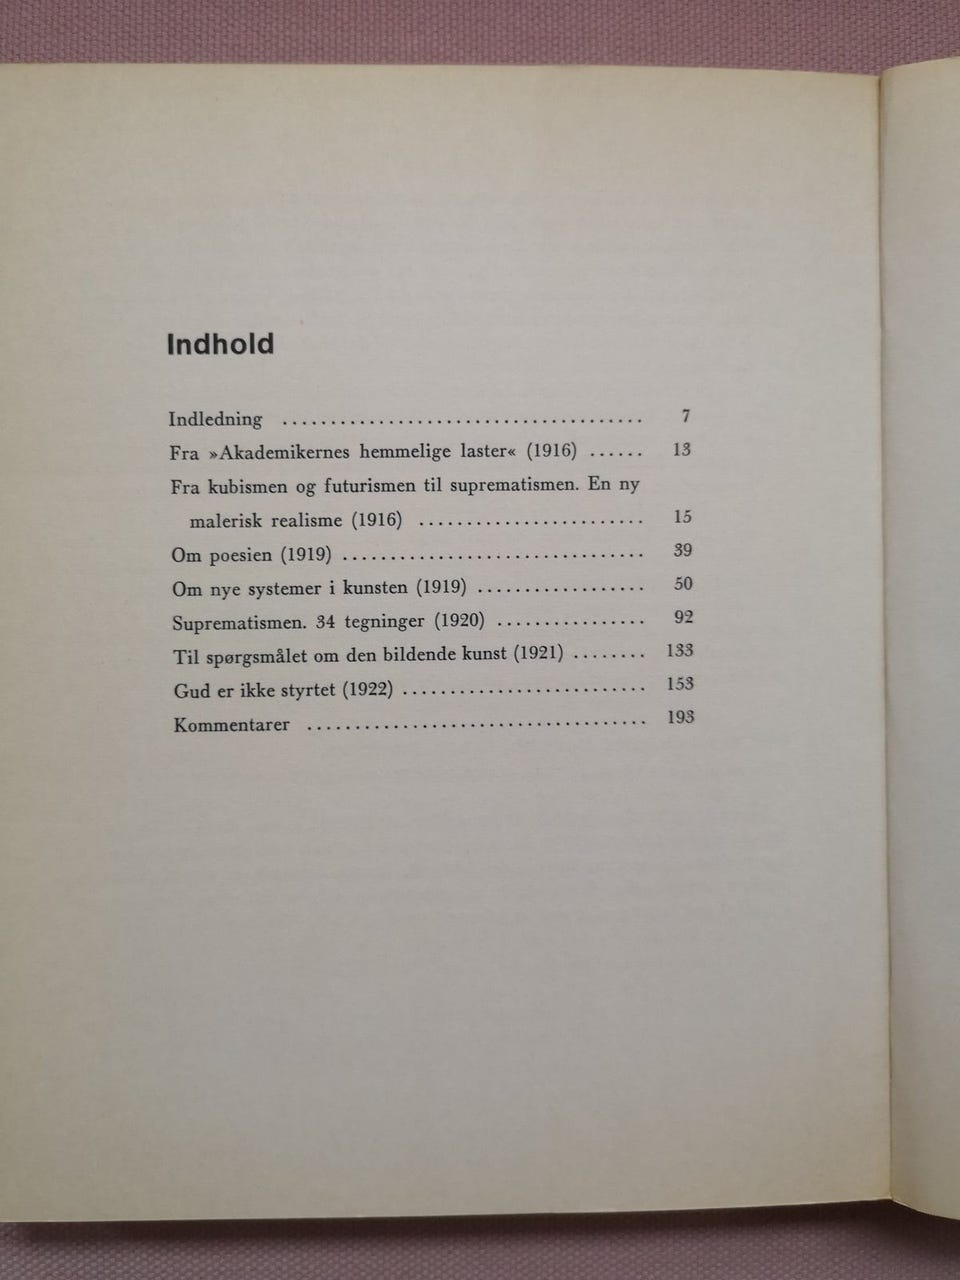 Indhold
Indledning ..................................... 7
Fra »Akademikernes hemmelige laster« (1916) ...... 13
Fra kubismen og futurismen til suprematismen. En ny
malerisk realisme (1916) ....................... 15
Om poesien (1919) ............................... 39
Om nye systemer i kunsten (1919) .................. 50
Suprematismen. 34 tegninger (1920) ................ 92
Til spørgsmålet om den bildende kunst (1921) ........ 133
Gud er ikke styrtet (1922) ......................... 153
Kommentarer ................................... 193